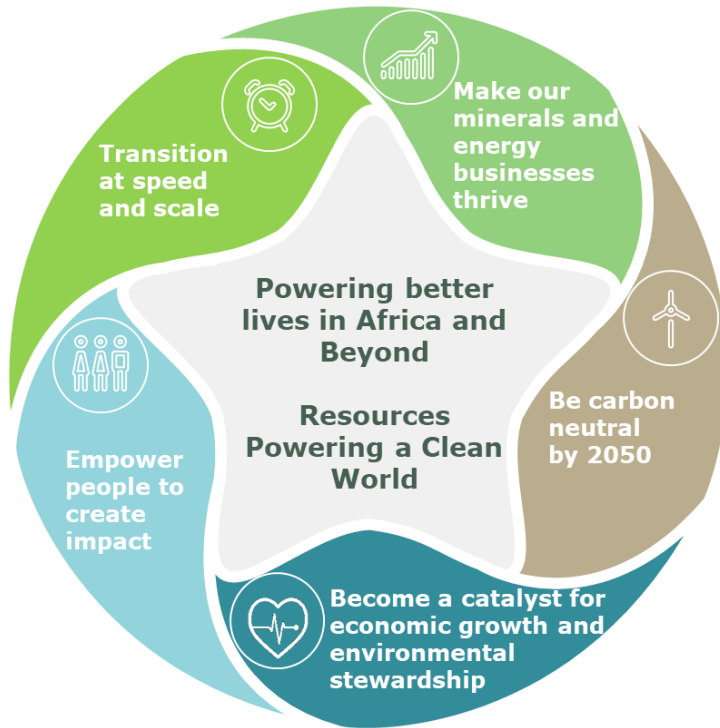 Transition
at speed
and scale
Make our
minerals and
energy
businesses
thrive
Powering better
lives in Africa and
Beyond
Resources
Powering a Clean
World
Be carbon
neutral
by 2050
Empower
people to
create
impact
Become a catalyst for
economic growth and
environmental
stewardship